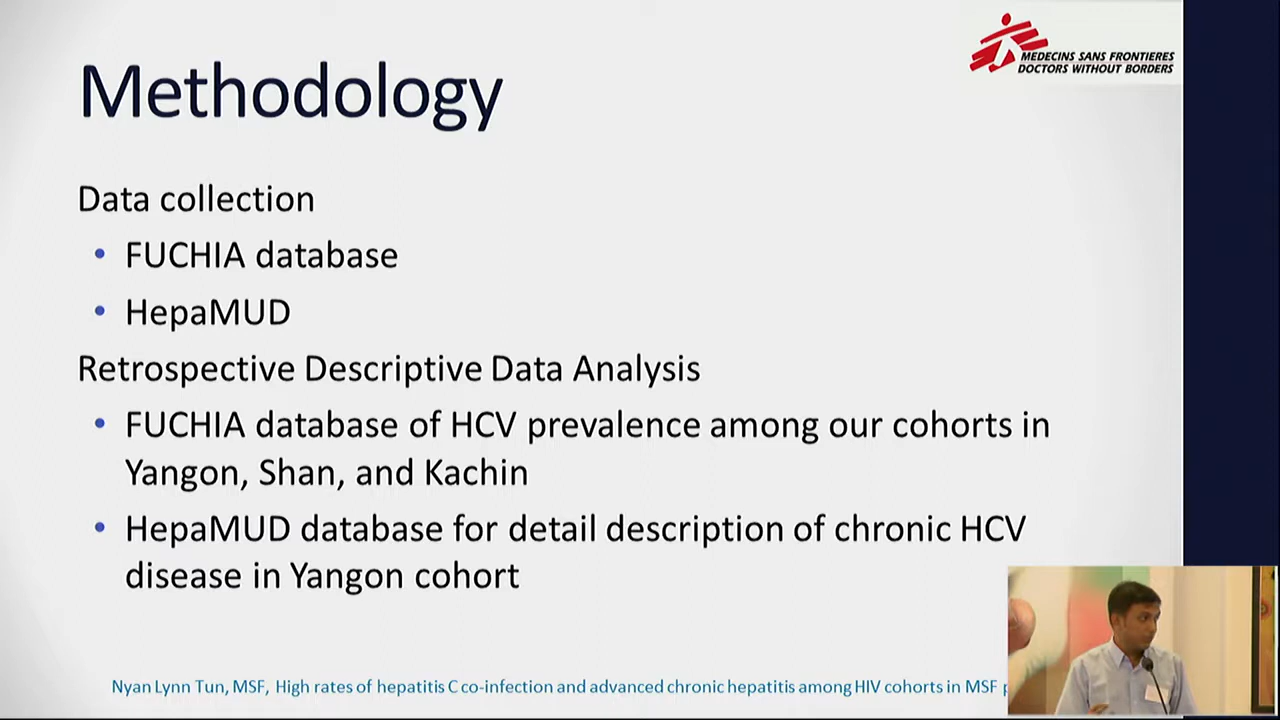 MEDECINS SANS FRONTIERES
DOCTORS WITHOUT BORDERS
Methodology
Data collection
• FUCHIA database
• HepaMUD
Retrospective Descriptive Data Analysis
• FUCHIA database of HCV prevalence among our cohorts in
Yangon, Shan, and Kachin
• HepaMUD database for detail description of chronic HCV
disease in Yangon cohort
Nyan Lynn Tun, MSF, High rates of hepatitis C co-infection and advanced chronic hepatitis among HIV cohorts in MSF